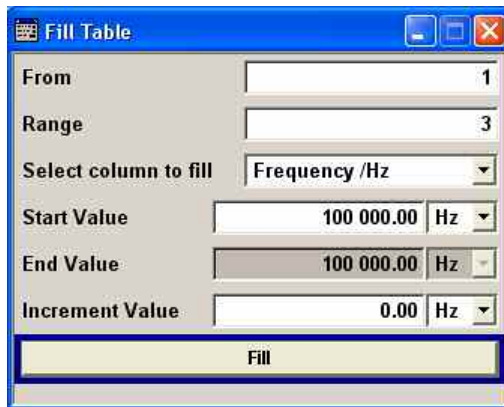 Fill Table
From 1
Range 3
Select column to fill Frequency /Hz
Start Value 100 000.00 Hz
End Value 100 000.00 Hz
Increment Value 0.00 Hz
Fill